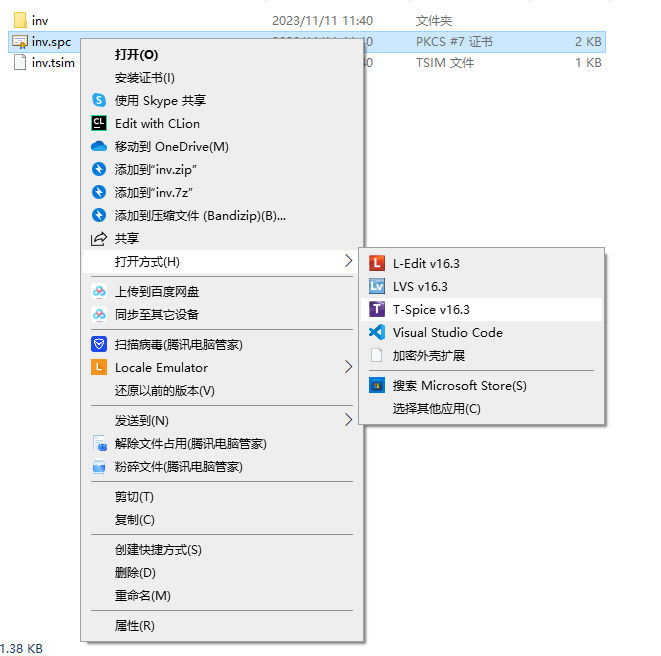 inv 2023/11/11 11:40 文件夹
inv.spc PKCS #7 证书 2 KB
inv.tsim TSIM 文件 1 KB
打开(O)
安装证书(I)
使用 Skype 共享
CL Edit with CLion
移动到 OneDrive(M)
添加到"inv.zip"
添加到"inv.7z"
添加到压缩文件 (Bandizip)(B)...
共享
打开方式(H)
L L-Edit v16.3
Lv LVS v16.3
T T-Spice v16.3
Visual Studio Code
加密外壳扩展
搜索 Microsoft Store(S)
选择其他应用(C)
上传到百度网盘
同步至其它设备
扫描病毒(腾讯电脑管家)
L Locale Emulator
还原以前的版本(V)
发送到(N)
解除文件占用(腾讯电脑管家)
粉碎文件(腾讯电脑管家)
剪切(T)
复制(C)
创建快捷方式(S)
删除(D)
重命名(M)
属性(R)
1.38 KB